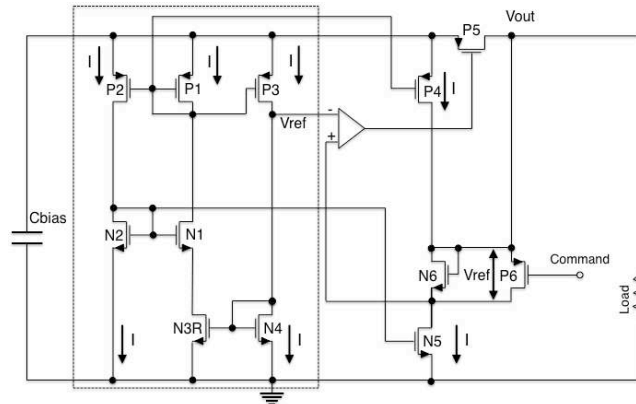 P5
Vout
I
I
I
P2
P1
P3
P4
I
Vref
-
+
Cbias
N2
N1
N6
Vref
P6
Command
Load
N3R
N4
N5
I
I
I